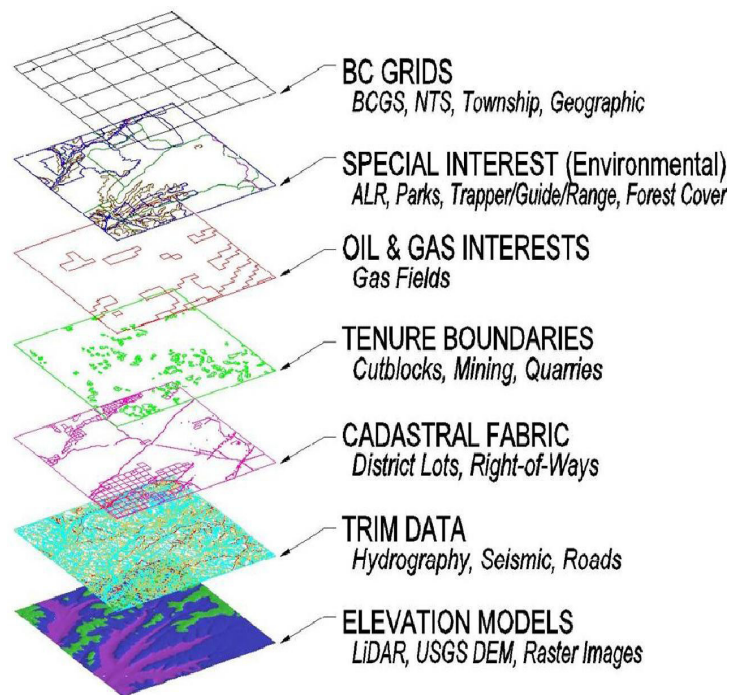 BC GRIDS
BCGS, NTS, Township, Geographic
SPECIAL INTEREST (Environmental)
ALR, Parks, Trapper/Guide/Range, Forest Cover
OIL & GAS INTERESTS
Gas Fields
TENURE BOUNDARIES
Cutblocks, Mining, Quarries
CADASTRAL FABRIC
District Lots, Right-of-Ways
TRIM DATA
Hydrography, Seismic, Roads
ELEVATION MODELS
LiDAR, USGS DEM, Raster Images